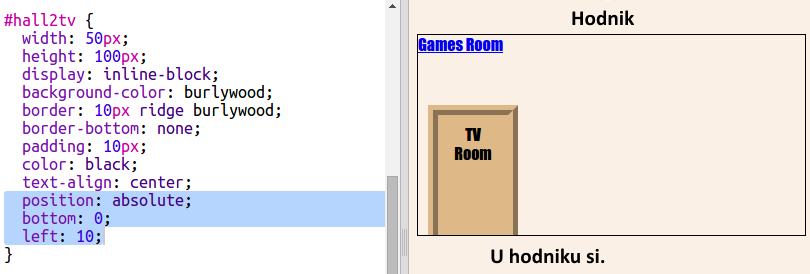 #hall2tv {
width: 50px;
height: 100px;
display: inline-block;
background-color: burlywood;
border: 10px ridge burlywood;
border-bottom: none;
padding: 10px;
color: black;
text-align: center;
position: absolute;
bottom: 0;
left: 10;
}
Hodnik
Games Room
TV
Room
U hodniku si.